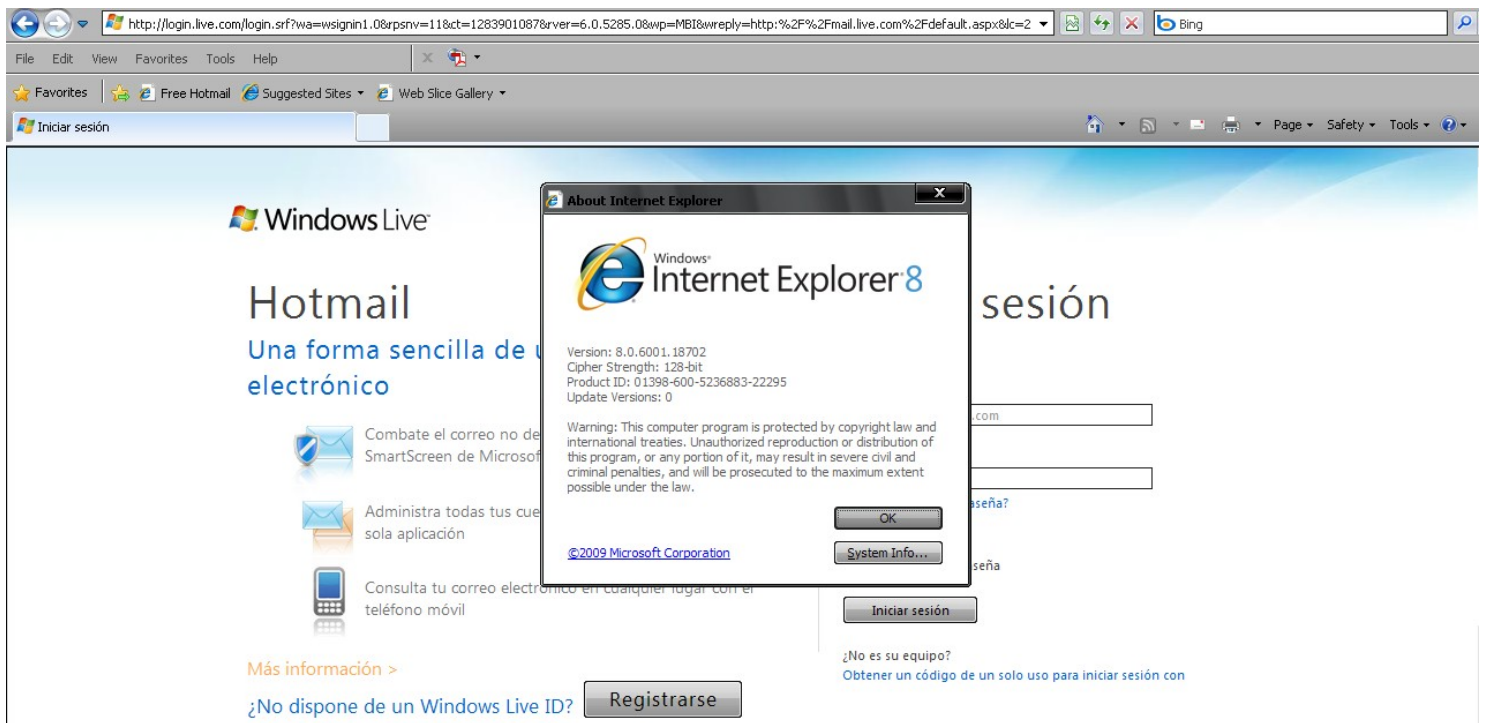 http://login.live.com/login.srf?wa=wsignin1.0&rpsnv=11&ct=1283901087&rver=6.0.5285.0&wp=MBI&wreply=http:%2F%2Fmail.live.com%2Fdefault.aspx&lc=2 Bing
File Edit View Favorites Tools Help
Favorites Free Hotmail Suggested Sites Web Slice Gallery
Iniciar sesión Page Safety Tools
Windows Live
Hotmail
Una forma sencilla de
electrónico
Combate el correo no de
SmartScreen de Microsof
Administra todas tus cue
sola aplicación
Consulta tu correo electrónico en cualquier lugar con el
teléfono móvil
Más información >
¿No dispone de un Windows Live ID? Registrarse
About Internet Explorer
Windows
Internet Explorer 8
Version: 8.0.6001.18702
Cipher Strength: 128-bit
Product ID: 01398-600-5236883-22295
Update Versions: 0
Warning: This computer program is protected by copyright law and
international treaties. Unauthorized reproduction or distribution of
this program, or any portion of it, may result in severe civil and
criminal penalties, and will be prosecuted to the maximum extent
possible under the law.
OK
©2009 Microsoft Corporation System Info...
sesión
.com
aseña?
seña
Iniciar sesión
¿No es su equipo?
Obtener un código de un solo uso para iniciar sesión con